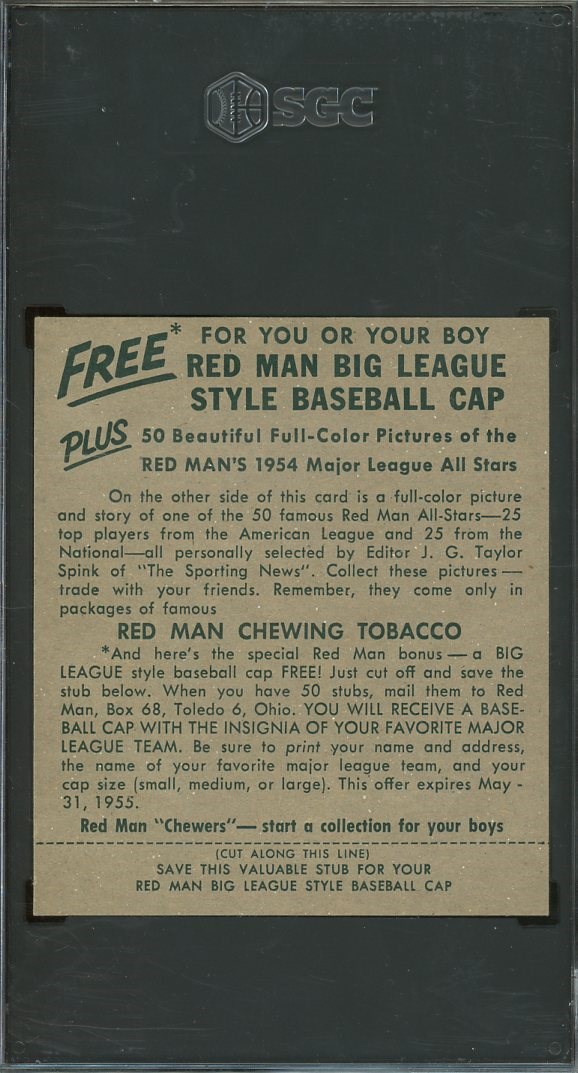 SGC
FREE* FOR YOU OR YOUR BOY
RED MAN BIG LEAGUE
STYLE BASEBALL CAP
PLUS 50 Beautiful Full-Color Pictures of the
RED MAN'S 1954 Major League All Stars
On the other side of this card is a full-color picture
and story of one of the 50 famous Red Man All-Stars—25
top players from the American League and 25 from the
National—all personally selected by Editor J. G. Taylor
Spink of "The Sporting News". Collect these pictures —
trade with your friends. Remember, they come only in
packages of famous
RED MAN CHEWING TOBACCO
*And here's the special Red Man bonus — a BIG
LEAGUE style baseball cap FREE! Just cut off and save the
stub below. When you have 50 stubs, mail them to Red
Man, Box 68, Toledo 6, Ohio. YOU WILL RECEIVE A BASE-
BALL CAP WITH THE INSIGNIA OF YOUR FAVORITE MAJOR
LEAGUE TEAM. Be sure to print your name and address,
the name of your favorite major league team, and your
cap size (small, medium, or large). This offer expires May -
31, 1955.
Red Man "Chewers"— start a collection for your boys
(CUT ALONG THIS LINE)
SAVE THIS VALUABLE STUB FOR YOUR
RED MAN BIG LEAGUE STYLE BASEBALL CAP